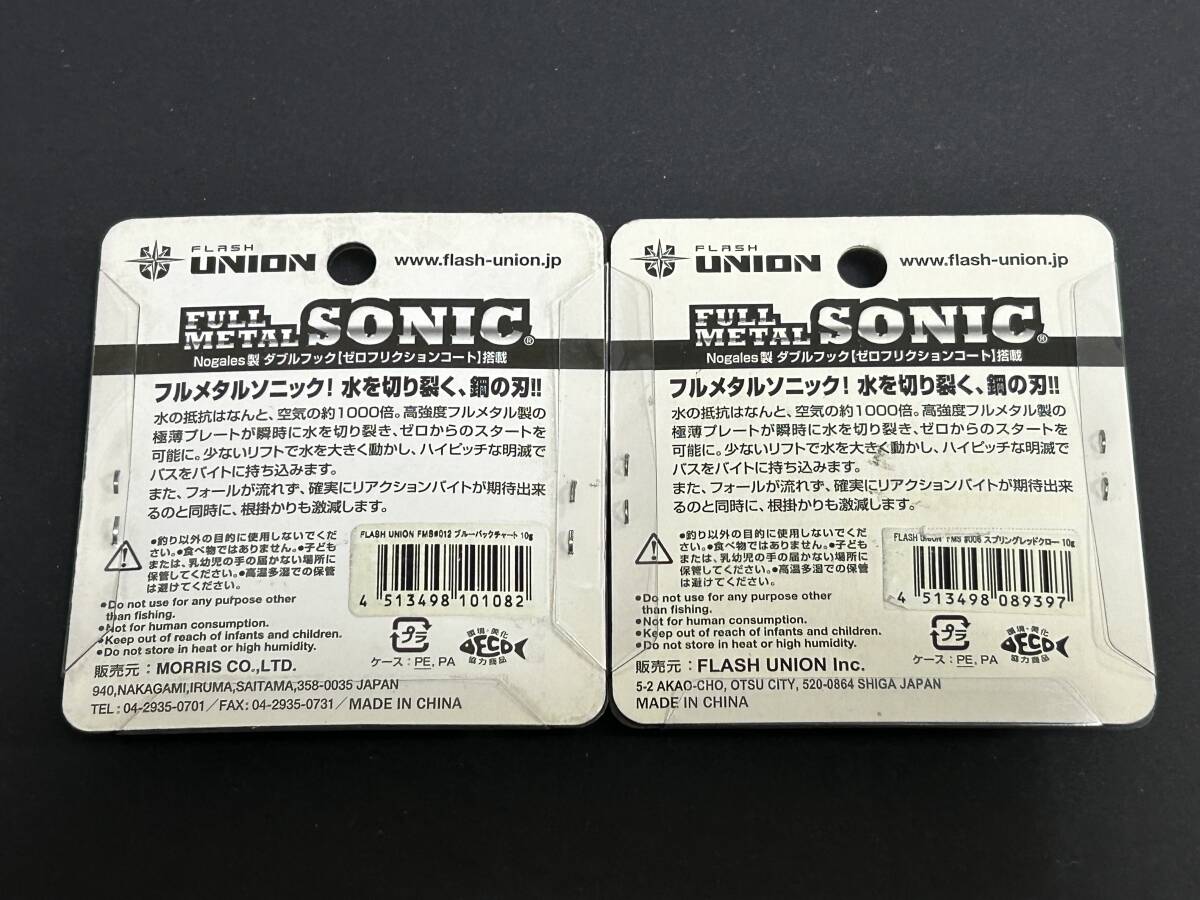 FLASH
UNION
www.flash-union.jp
FULL
METAL SONIC®
Nogales製 ダブルフック【ゼロフリクションコート】搭載
フルメタルソニック! 水を切り裂く、鋼の刃!!
水の抵抗はなんと、空気の約1000倍。高強度フルメタル製の
極薄プレートが瞬時に水を切り裂き、ゼロからのスタートを
可能に。少ないリフトで水を大きく動かし、ハイピッチな明滅で
バスをバイトに持ち込みます。
また、フォールが流れず、確実にリアクションバイトが期待出来
るのと同時に、根掛かりも激減します。
●釣り以外の目的に使用しないでくだ
さい。●食べ物ではありません。●子ども
または、乳幼児の手の届かない場所に
保管してください。●高温多湿での保管
は避けてください。
FLASH UNION FMS#012 ブルーバックチャート 10g
4 513498 101082
●Do not use for any purpose other
than fishing.
●Not for human consumption.
●Keep out of reach of infants and children.
●Do not store in heat or high humidity.
プラ
ケース：PE, PA
環境・美化
ECO
協力商品
販売元：MORRIS CO.,LTD.
940,NAKAGAMI,IRUMA,SAITAMA,358-0035 JAPAN
TEL：04-2935-0701／FAX：04-2935-0731／MADE IN CHINA
FLASH
UNION
www.flash-union.jp
FULL
METAL SONIC®
Nogales製 ダブルフック【ゼロフリクションコート】搭載
フルメタルソニック! 水を切り裂く、鋼の刃!!
水の抵抗はなんと、空気の約1000倍。高強度フルメタル製の
極薄プレートが瞬時に水を切り裂き、ゼロからのスタートを
可能に。少ないリフトで水を大きく動かし、ハイピッチな明滅で
バスをバイトに持ち込みます。
また、フォールが流れず、確実にリアクションバイトが期待出来
るのと同時に、根掛かりも激減します。
●釣り以外の目的に使用しないでくだ
さい。●食べ物ではありません。●子ども
または、乳幼児の手の届かない場所に
保管してください。●高温多湿での保管
は避けてください。
FLASH UNION FMS #006 スプリングレッドクロー 10g
4 513498 089397
●Do not use for any purpose other
than fishing.
●Not for human consumption.
●Keep out of reach of infants and children.
●Do not store in heat or high humidity.
プラ
ケース：PE, PA
環境・美化
ECO
協力商品
販売元：FLASH UNION Inc.
5-2 AKAO-CHO, OTSU CITY, 520-0864 SHIGA JAPAN
MADE IN CHINA